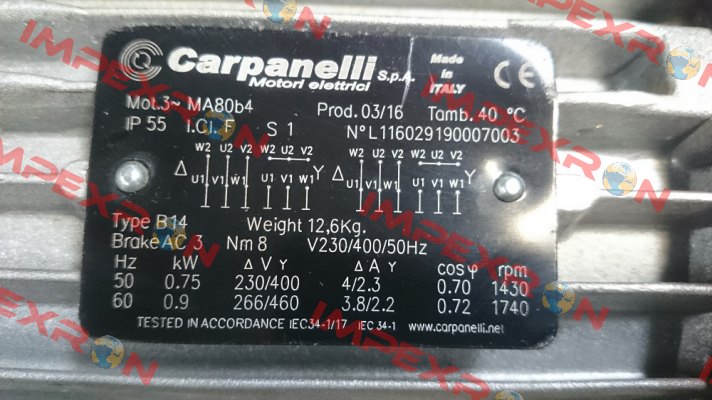 Carpanelli S.p.A. Made in ITALY CE
Motori elettrici
Mot.3~ MA80b4 Prod. 03/16 Tamb. 40 °C
IP 55 I.Cl. F S 1 N° L116029190007003
W2 U2 V2 W2 U2 V2 W2 U2 V2 W2 U2 V2
Δ U1 V1 W1 U1 V1 W1 Y Δ U1 V1 W1 U1 V1 W1 Y
Type B14 Weight 12,6Kg.
Brake AC 3 Nm 8 V230/400/50Hz
Hz kW Δ V Y Δ A Y cos φ rpm
50 0.75 230/400 4/2.3 0.70 1430
60 0.9 266/460 3.8/2.2 0.72 1740
TESTED IN ACCORDANCE IEC34-1/17 IEC 34-1 www.carpanelli.net
IMPEXRON
IMPEXRON
IMPEXRON
IMPEXRON
IMPEXRON